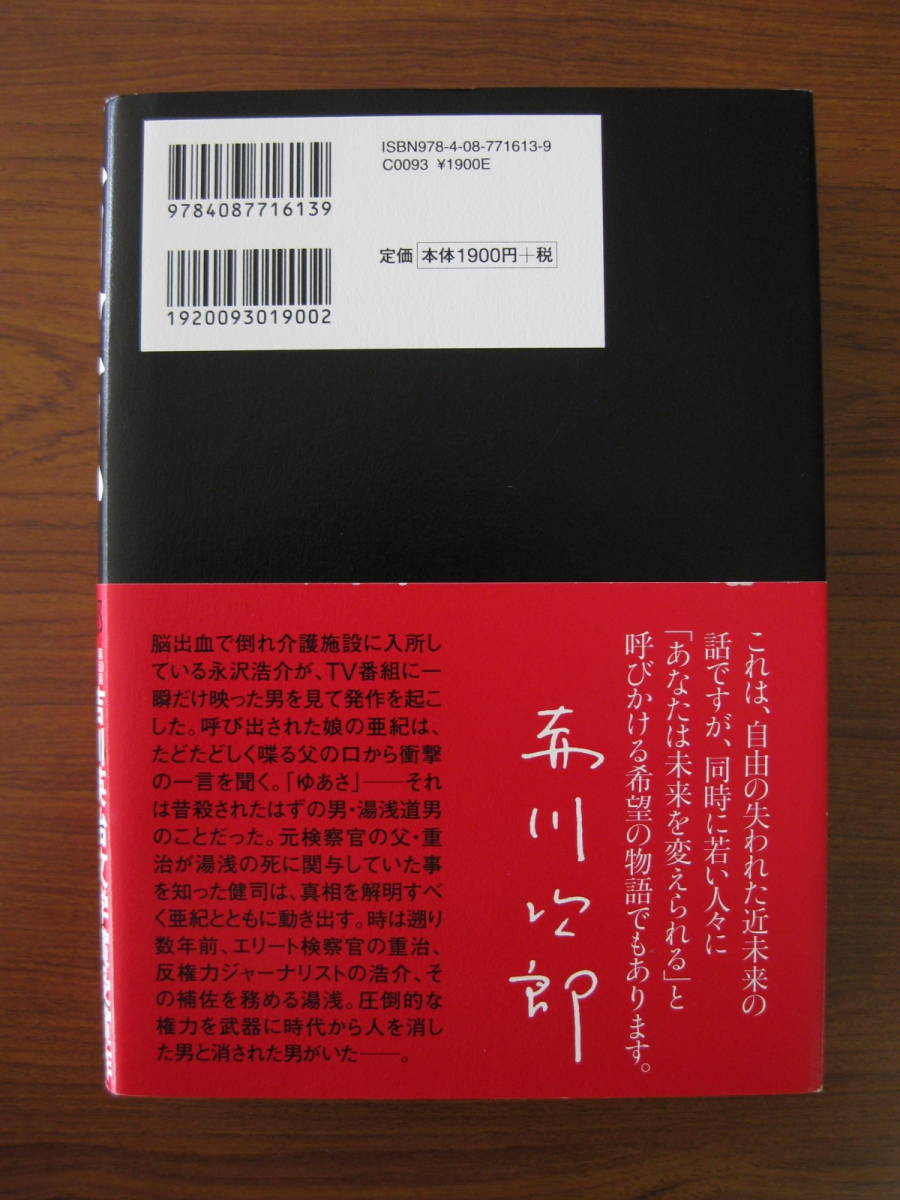 ISBN978-4-08-771613-9
C0093 ¥1900E
9784087716139
定価 本体1900円+税
1920093019002
これは、自由の失われた近未来の
話ですが、同時に若い人々に
「あなたは未来を変えられる」と
呼びかける希望の物語でもあります。
赤川次郎
脳出血で倒れ介護施設に入所し
ている永沢浩介が、TV番組に一
瞬だけ映った男を見て発作を起こ
した。呼び出された娘の亜紀は、
たどたどしく喋る父の口から衝撃
の一言を聞く。「ゆあさ」——それ
は昔殺されたはずの男・湯浅道男
のことだった。元検察官の父・重
治が湯浅の死に関与していた事
を知った健司は、真相を解明すべ
く亜紀とともに動き出す。時は遡り
数年前、エリート検察官の重治、
反権力ジャーナリストの浩介、そ
の補佐を務める湯浅。圧倒的な
権力を武器に時代から人を消し
た男と消された男がいた——。